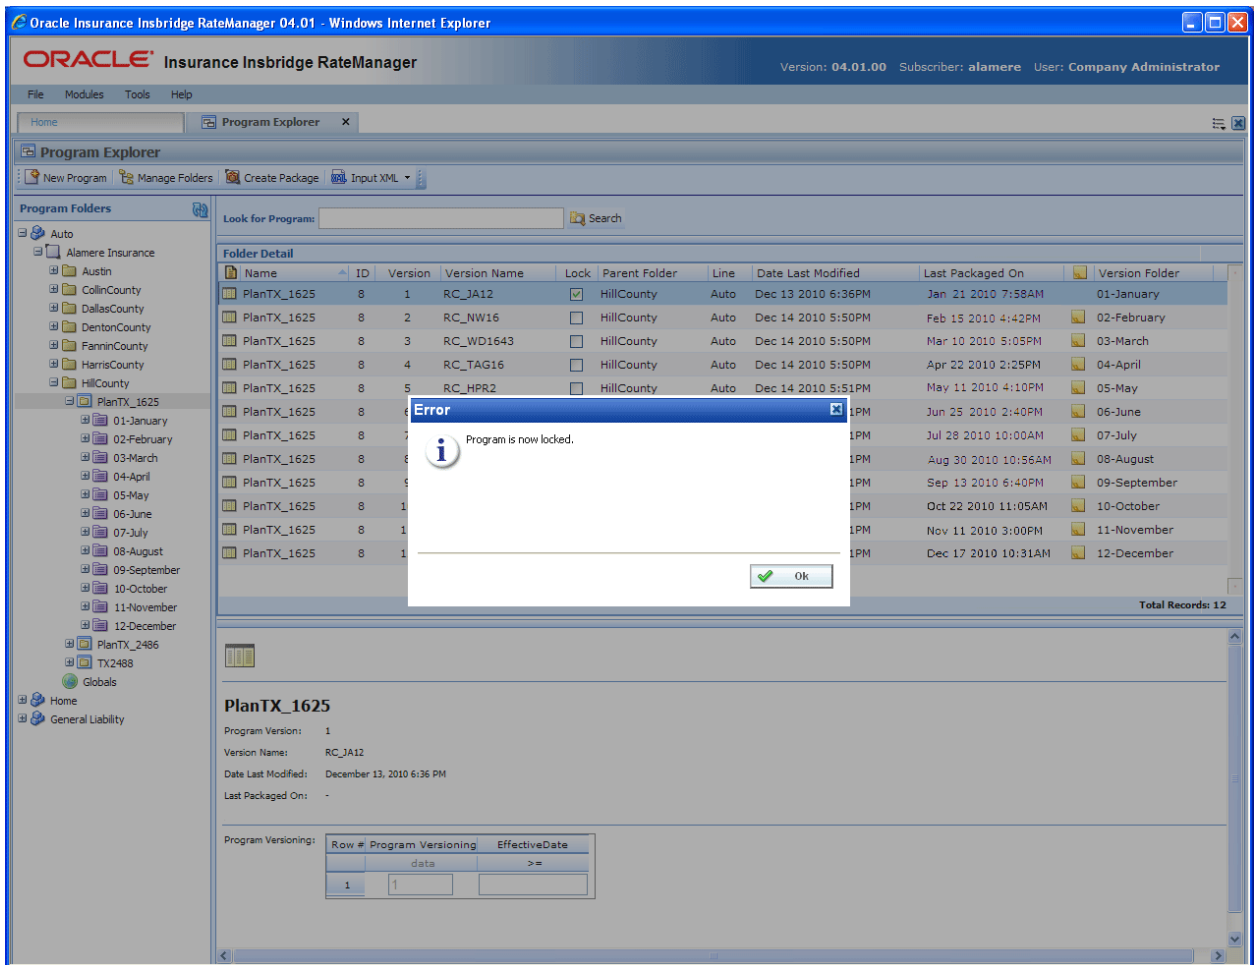 Oracle Insurance Insbridge RateManager 04.01 - Windows Internet Explorer
ORACLE Insurance Insbridge RateManager
Version: 04.01.00 Subscriber: alamere User: Company Administrator
File Modules Tools Help
Home Program Explorer x
Program Explorer
New Program Manage Folders Create Package Input XML
Program Folders
Auto
Alamere Insurance
Austin
CollinCounty
DallasCounty
DentonCounty
FanninCounty
HarrisCounty
HillCounty
PlanTX_1625
01-January
02-February
03-March
04-April
05-May
06-June
07-July
08-August
09-September
10-October
11-November
12-December
PlanTX_2486
TX2488
Globals
Home
General Liability
Look for Program: Search
Folder Detail
Name ID Version Version Name Lock Parent Folder Line Date Last Modified Last Packaged On Version Folder
PlanTX_1625 8 1 RC_JA12 HillCounty Auto Dec 13 2010 6:36PM Jan 21 2010 7:58AM 01-January
PlanTX_1625 8 2 RC_NW16 HillCounty Auto Dec 14 2010 5:50PM Feb 15 2010 4:42PM 02-February
PlanTX_1625 8 3 RC_WD1643 HillCounty Auto Dec 14 2010 5:50PM Mar 10 2010 5:05PM 03-March
PlanTX_1625 8 4 RC_TAG16 HillCounty Auto Dec 14 2010 5:50PM Apr 22 2010 2:25PM 04-April
PlanTX_1625 8 5 RC_HPR2 HillCounty Auto Dec 14 2010 5:51PM May 11 2010 4:10PM 05-May
PlanTX_1625 8 1PM Jun 25 2010 2:40PM 06-June
PlanTX_1625 8 1PM Jul 28 2010 10:00AM 07-July
PlanTX_1625 8 1PM Aug 30 2010 10:56AM 08-August
PlanTX_1625 8 1PM Sep 13 2010 6:40PM 09-September
PlanTX_1625 8 1 1PM Oct 22 2010 11:05AM 10-October
PlanTX_1625 8 1 1PM Nov 11 2010 3:00PM 11-November
PlanTX_1625 8 1 1PM Dec 17 2010 10:31AM 12-December
Total Records: 12
Error
Program is now locked.
Ok
PlanTX_1625
Program Version: 1
Version Name: RC_JA12
Date Last Modified: December 13, 2010 6:36 PM
Last Packaged On: -
Program Versioning:
Row # Program Versioning EffectiveDate
data >=
1 1